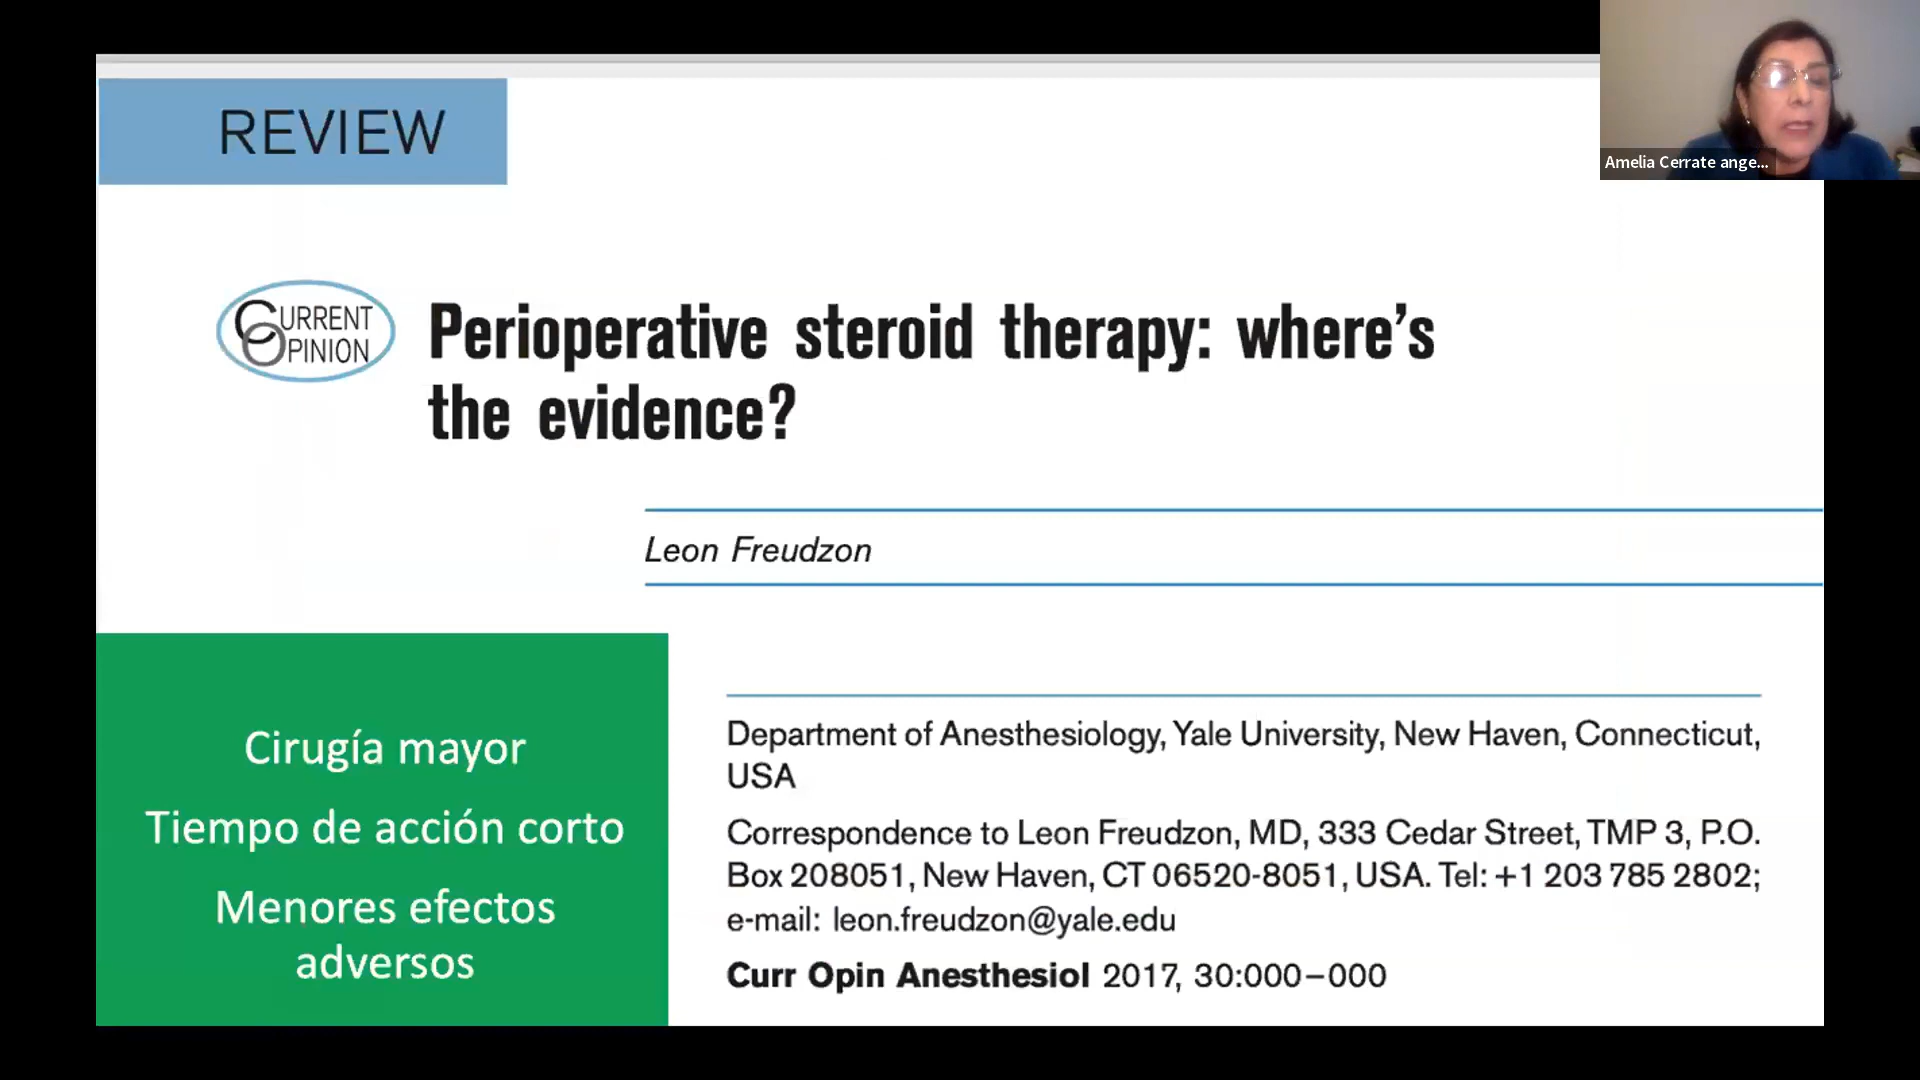 REVIEW
Amelia Cerrate ange...
CURRENT
OPINION
Perioperative steroid therapy: where's
the evidence?
Leon Freudzon
Cirugía mayor
Tiempo de acción corto
Menores efectos
adversos
Department of Anesthesiology, Yale University, New Haven, Connecticut,
USA
Correspondence to Leon Freudzon, MD, 333 Cedar Street, TMP 3, P.O.
Box 208051, New Haven, CT 06520-8051, USA. Tel: +1 203 785 2802;
e-mail: leon.freudzon@yale.edu
Curr Opin Anesthesiol 2017, 30:000–000